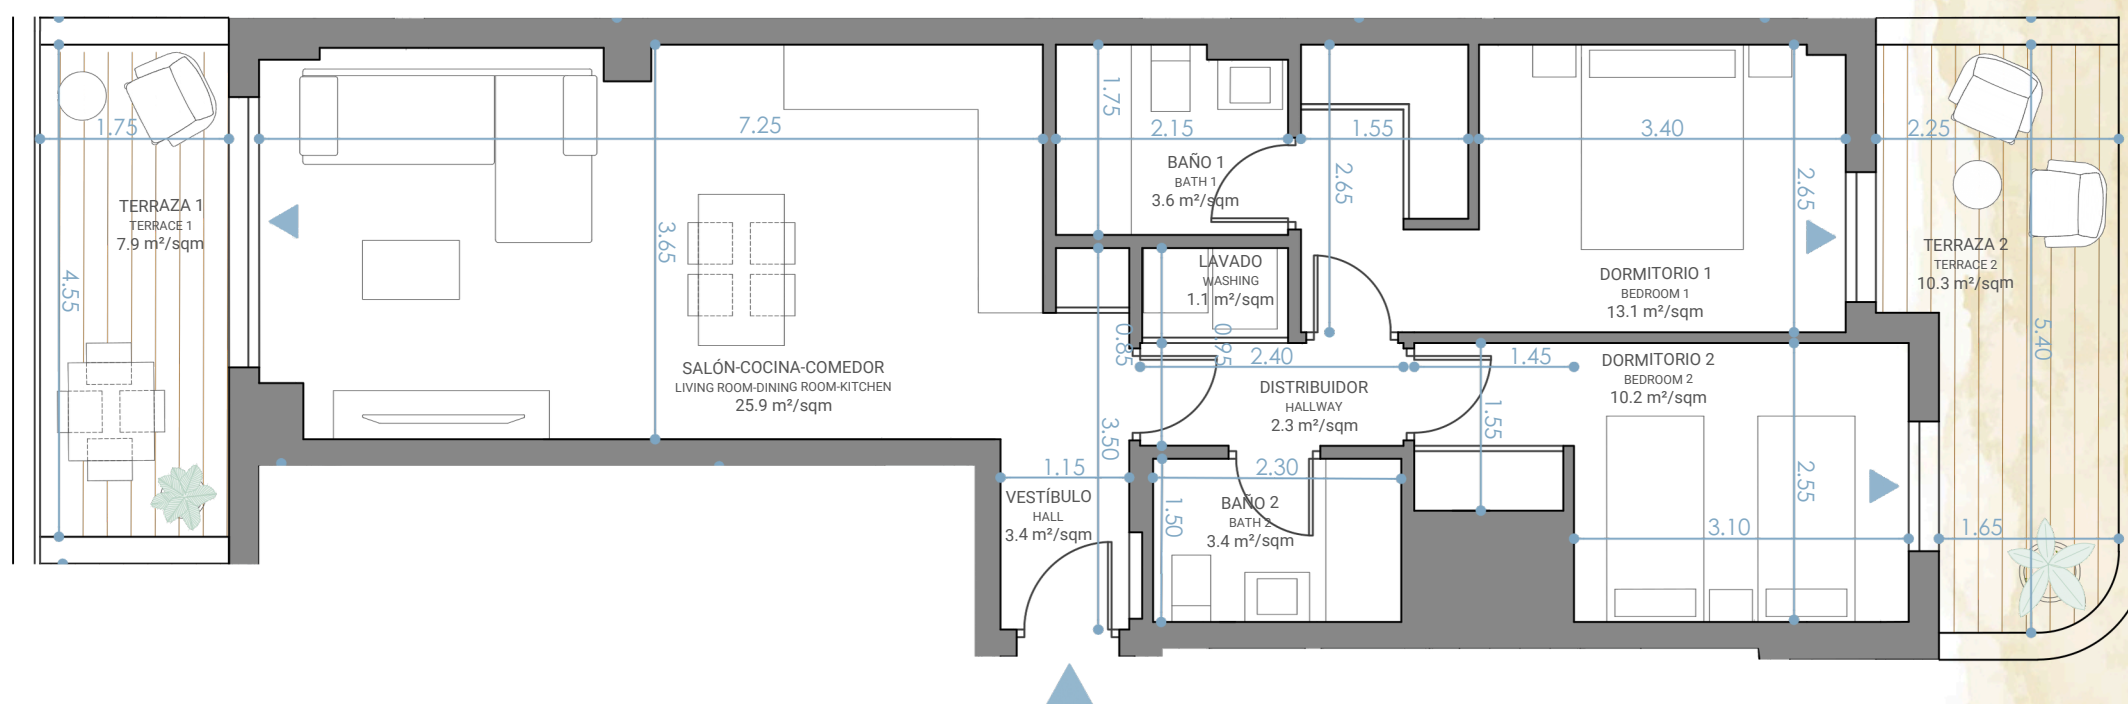 1.75
4.55
TERRAZA 1
TERRACE 1
7.9 m²/sqm
7.25
3.65
SALÓN-COCINA-COMEDOR
LIVING ROOM-DINING ROOM-KITCHEN
25.9 m²/sqm
1.75
2.15
BAÑO 1
BATH 1
3.6 m²/sqm
1.55
2.65
LAVADO
WASHING
1.1 m²/sqm
0.85
0.95
2.40
DISTRIBUIDOR
HALLWAY
2.3 m²/sqm
3.50
1.15
VESTÍBULO
HALL
3.4 m²/sqm
2.30
1.50
BAÑO 2
BATH 2
3.4 m²/sqm
3.40
2.65
DORMITORIO 1
BEDROOM 1
13.1 m²/sqm
1.45
1.55
DORMITORIO 2
BEDROOM 2
10.2 m²/sqm
2.55
3.10
2.25
TERRAZA 2
TERRACE 2
10.3 m²/sqm
5.40
1.65